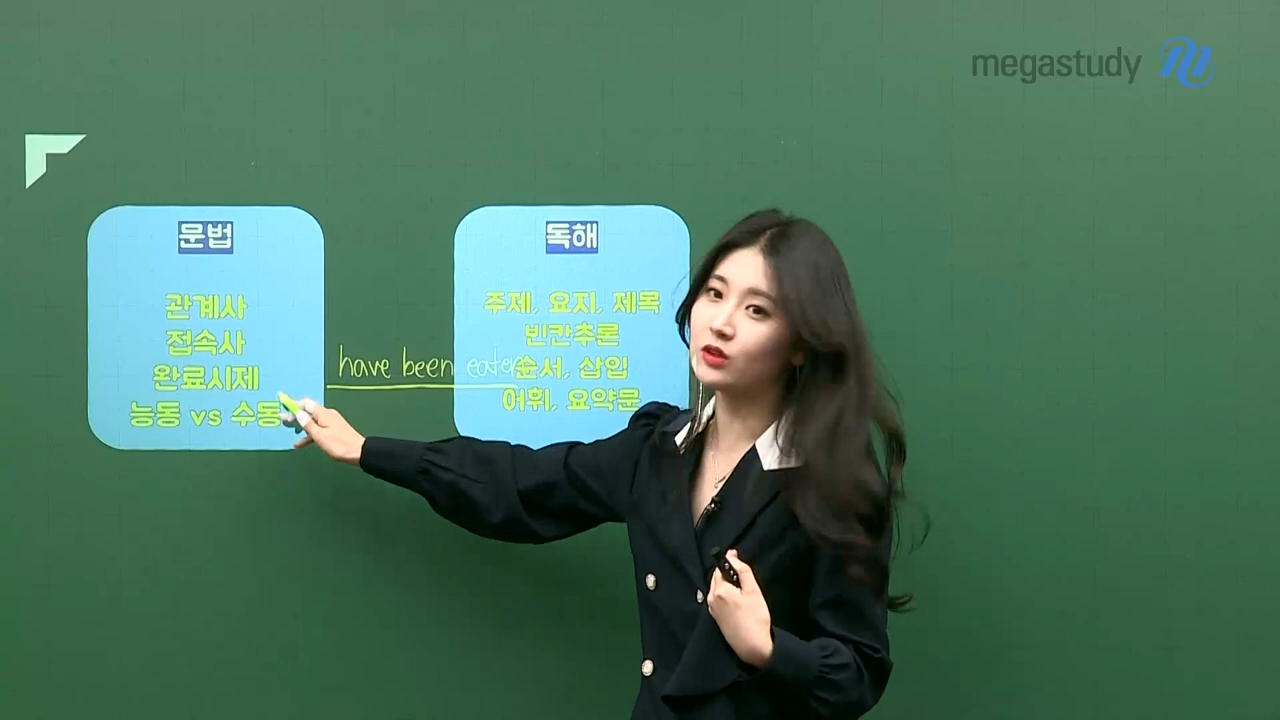 megastudy
문법
관계사
접속사
완료시제
능동 vs 수동
have been eaten
독해
주제, 요지, 제목
빈칸추론
순서, 삽입
어휘, 요약문